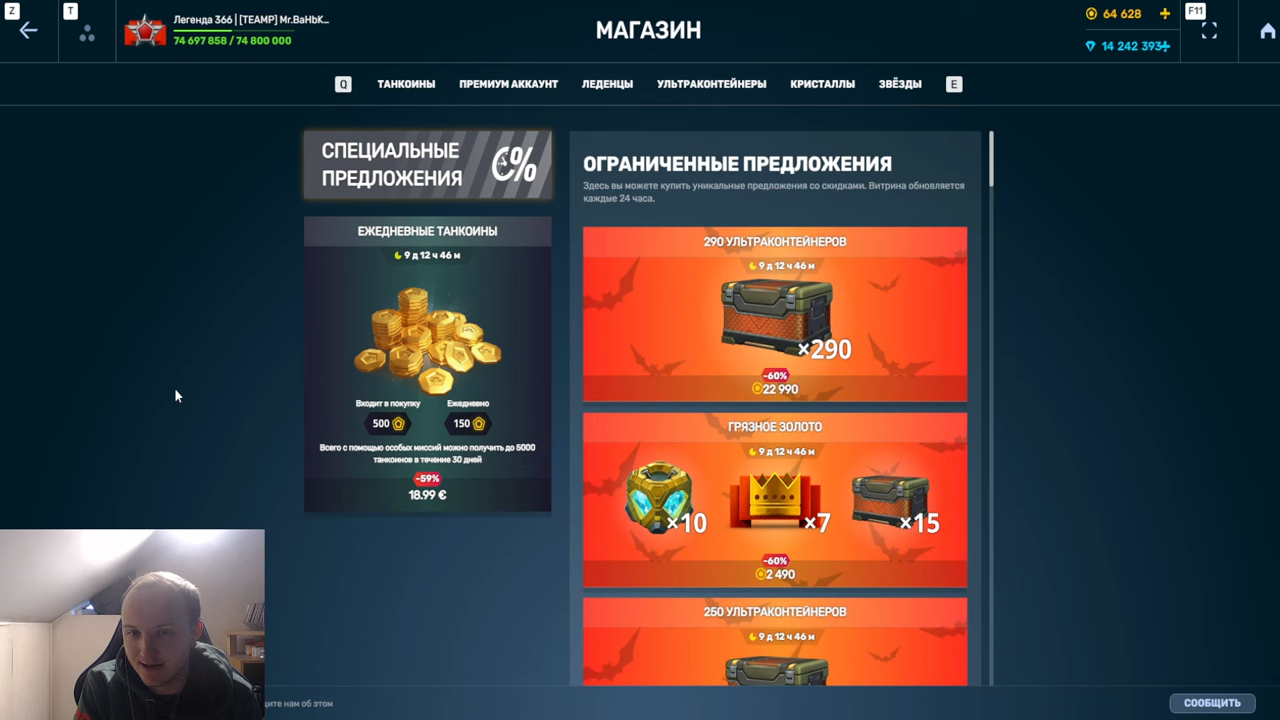 Z
T
Легенда 366 | [TEAMP] Mr.BaHbK...
74 697 858 / 74 800 000
МАГАЗИН
64 628
14 242 393
F11
Q
ТАНКОИНЫ
ПРЕМИУМ АККАУНТ
ЛЕДЕНЦЫ
УЛЬТРАКОНТЕЙНЕРЫ
КРИСТАЛЛЫ
ЗВЁЗДЫ
E
СПЕЦИАЛЬНЫЕ
ПРЕДЛОЖЕНИЯ
%
ЕЖЕДНЕВНЫЕ ТАНКОИНЫ
9 д 12 ч 46 м
Входит в покупку
Ежедневно
500
150
Всего с помощью особых миссий можно получить до 5000
танкоинов в течение 30 дней
-59%
18.99 €
ОГРАНИЧЕННЫЕ ПРЕДЛОЖЕНИЯ
Здесь вы можете купить уникальные предложения со скидками. Витрина обновляется
каждые 24 часа.
290 УЛЬТРАКОНТЕЙНЕРОВ
9 д 12 ч 46 м
×290
-60%
22 990
ГРЯЗНОЕ ЗОЛОТО
9 д 12 ч 46 м
×10
×7
×15
-60%
2 490
250 УЛЬТРАКОНТЕЙНЕРОВ
9 д 12 ч 46 м
нам об этом
СООБЩИТЬ